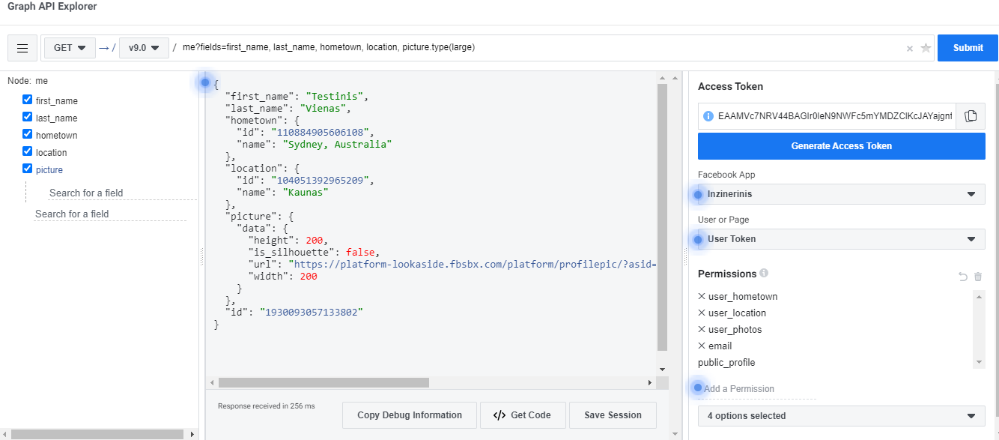 Graph API Explorer
GET → / v9.0 / me?fields=first_name, last_name, hometown, location, picture.type(large) × Submit
Node: me
first_name
last_name
hometown
location
picture
Search for a field
Search for a field
{
"first_name": "Testinis",
"last_name": "Vienas",
"hometown": {
"id": "110884905606108",
"name": "Sydney, Australia"
},
"location": {
"id": "104051392965209",
"name": "Kaunas"
},
"picture": {
"data": {
"height": 200,
"is_silhouette": false,
"url": "https://platform-lookaside.fbsbx.com/platform/profilepic/?asid=
"width": 200
}
},
"id": "1930093057133802"
}
Response received in 256 ms
Copy Debug Information
</> Get Code
Save Session
Access Token
Generate Access Token
Facebook App
Inzinerinis
User or Page
User Token
Permissions
× user_hometown
× user_location
× user_photos
× email
public_profile
Add a Permission
4 options selected